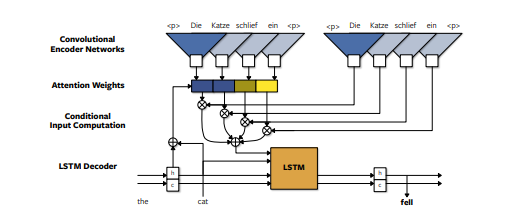 <p> Die Katze schlief ein <p> <p> Die Katze schlief ein <p>
Convolutional
Encoder Networks
Attention Weights
Conditional
Input Computation
LSTM Decoder
h
c
LSTM
h
c
the
cat
fell